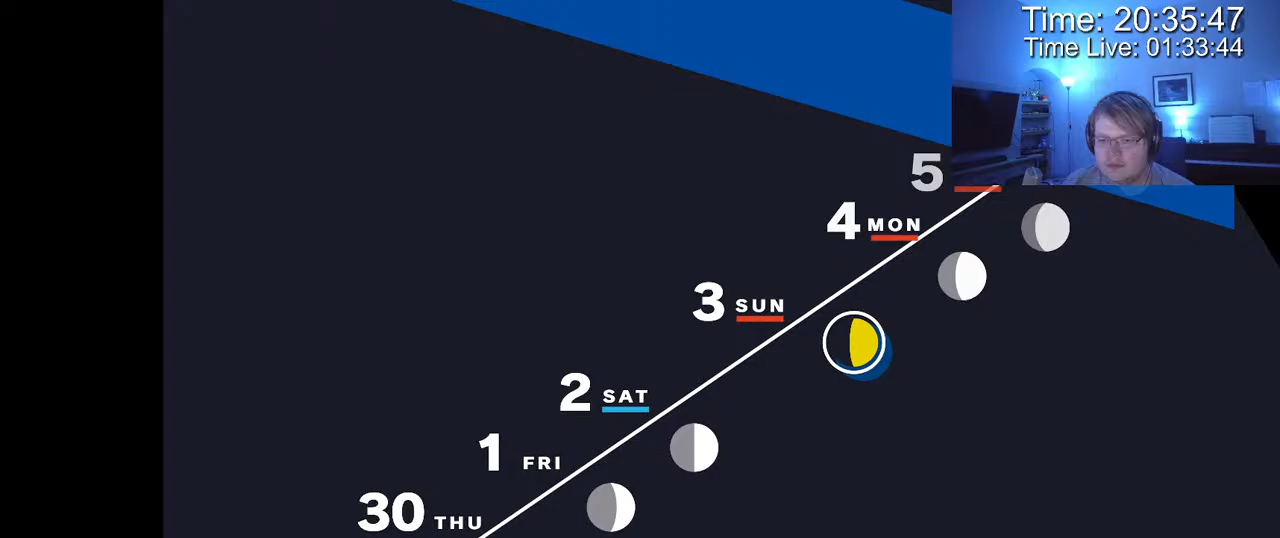 Time: 20:35:47
Time Live: 01:33:44
5
4 MON
3 SUN
2 SAT
1 FRI
30 THU